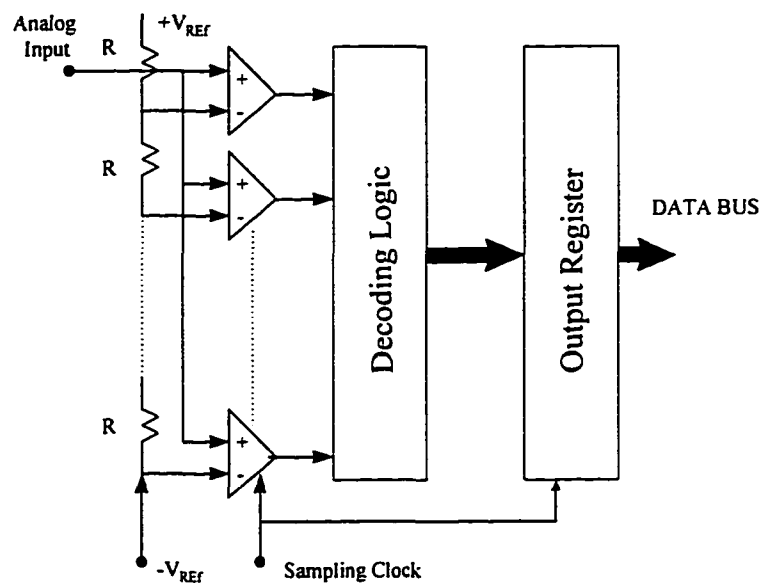 Analog
Input
R
+V_REf
+
-
R
+
-
R
+
-
Decoding Logic
Output Register
DATA BUS
-V_REf
Sampling Clock